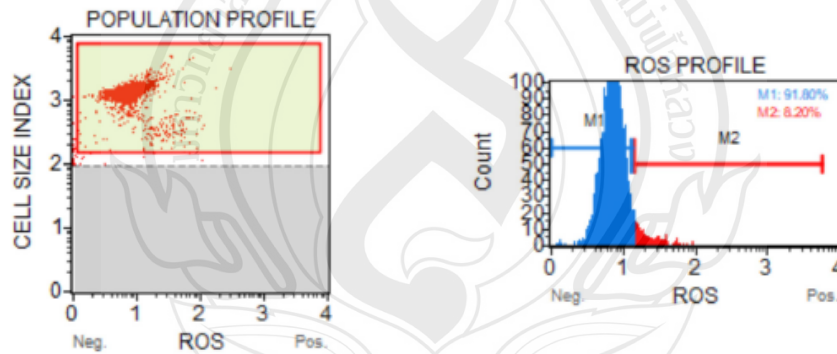 POPULATION PROFILE
4
3
2
1
0
CELL SIZE INDEX
0 1 2 3 4
Neg. ROS Pos.
ROS PROFILE
100
90
80
70
60
50
40
30
20
10
0
Count
M1: 91.80%
M2: 8.20%
M1
M2
0 1 2 3 4
Neg. ROS Pos.